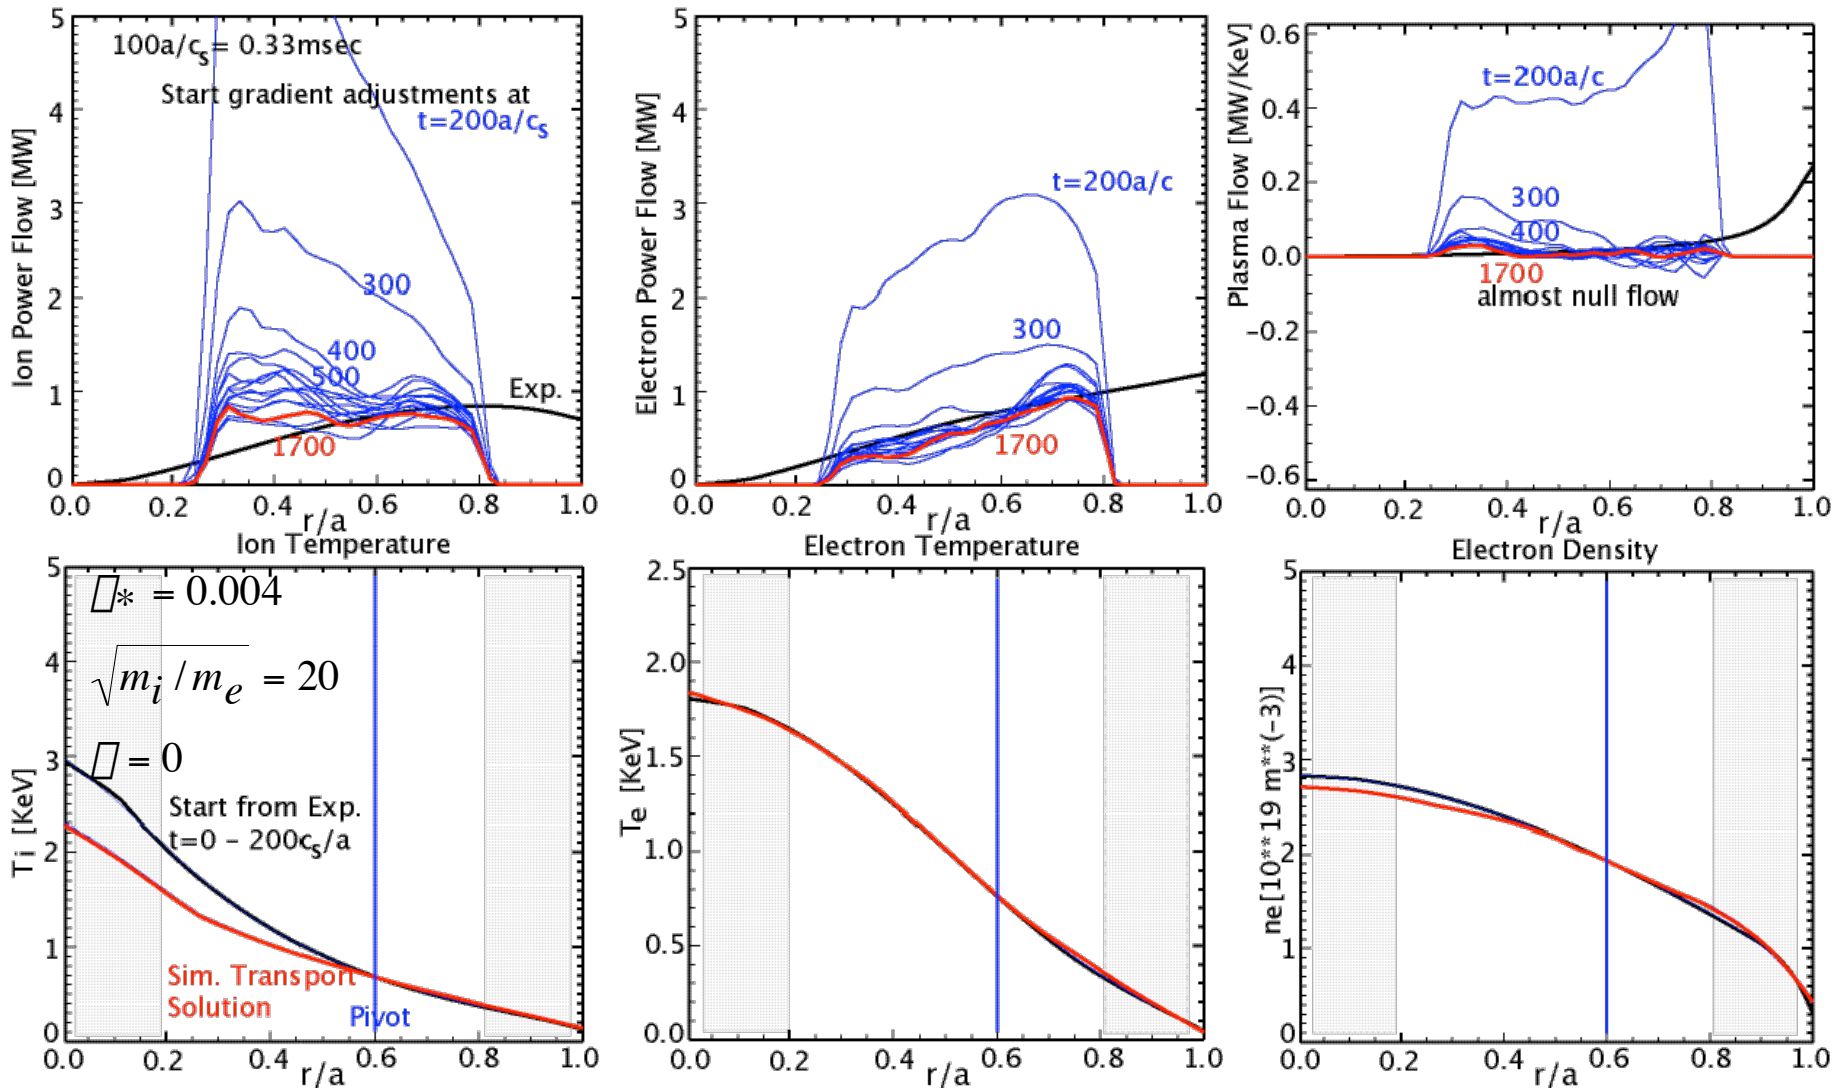 5
4
3
2
1
0
Ion Power Flow [MW]
100a/cs = 0.33msec
Start gradient adjustments at
t=200a/cs
300
400
500
Exp.
1700
0.0 0.2 0.4 0.6 0.8 1.0
r/a
5
4
3
2
1
0
Electron Power Flow [MW]
t=200a/c
300
1700
0.0 0.2 0.4 0.6 0.8 1.0
r/a
0.6
0.4
0.2
0.0
-0.2
-0.4
-0.6
Plasma Flow [MW/KeV]
t=200a/c
300
400
1700
almost null flow
0.0 0.2 0.4 0.6 0.8 1.0
r/a
Ion Temperature
5
4
3
2
1
0
Ti [KeV]
▯* = 0.004
√mi/me = 20
▯ = 0
Start from Exp.
t=0 – 200cs/a
Sim. Transport
Solution
Pivot
0.0 0.2 0.4 0.6 0.8 1.0
r/a
Electron Temperature
2.5
2.0
1.5
1.0
0.5
0.0
Te [KeV]
0.0 0.2 0.4 0.6 0.8 1.0
r/a
Electron Density
5
4
3
2
1
0
ne[10**19 m**(-3)]
0.0 0.2 0.4 0.6 0.8 1.0
r/a